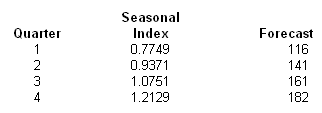 Seasonal
Quarter Index Forecast
1 0.7749 116
2 0.9371 141
3 1.0751 161
4 1.2129 182